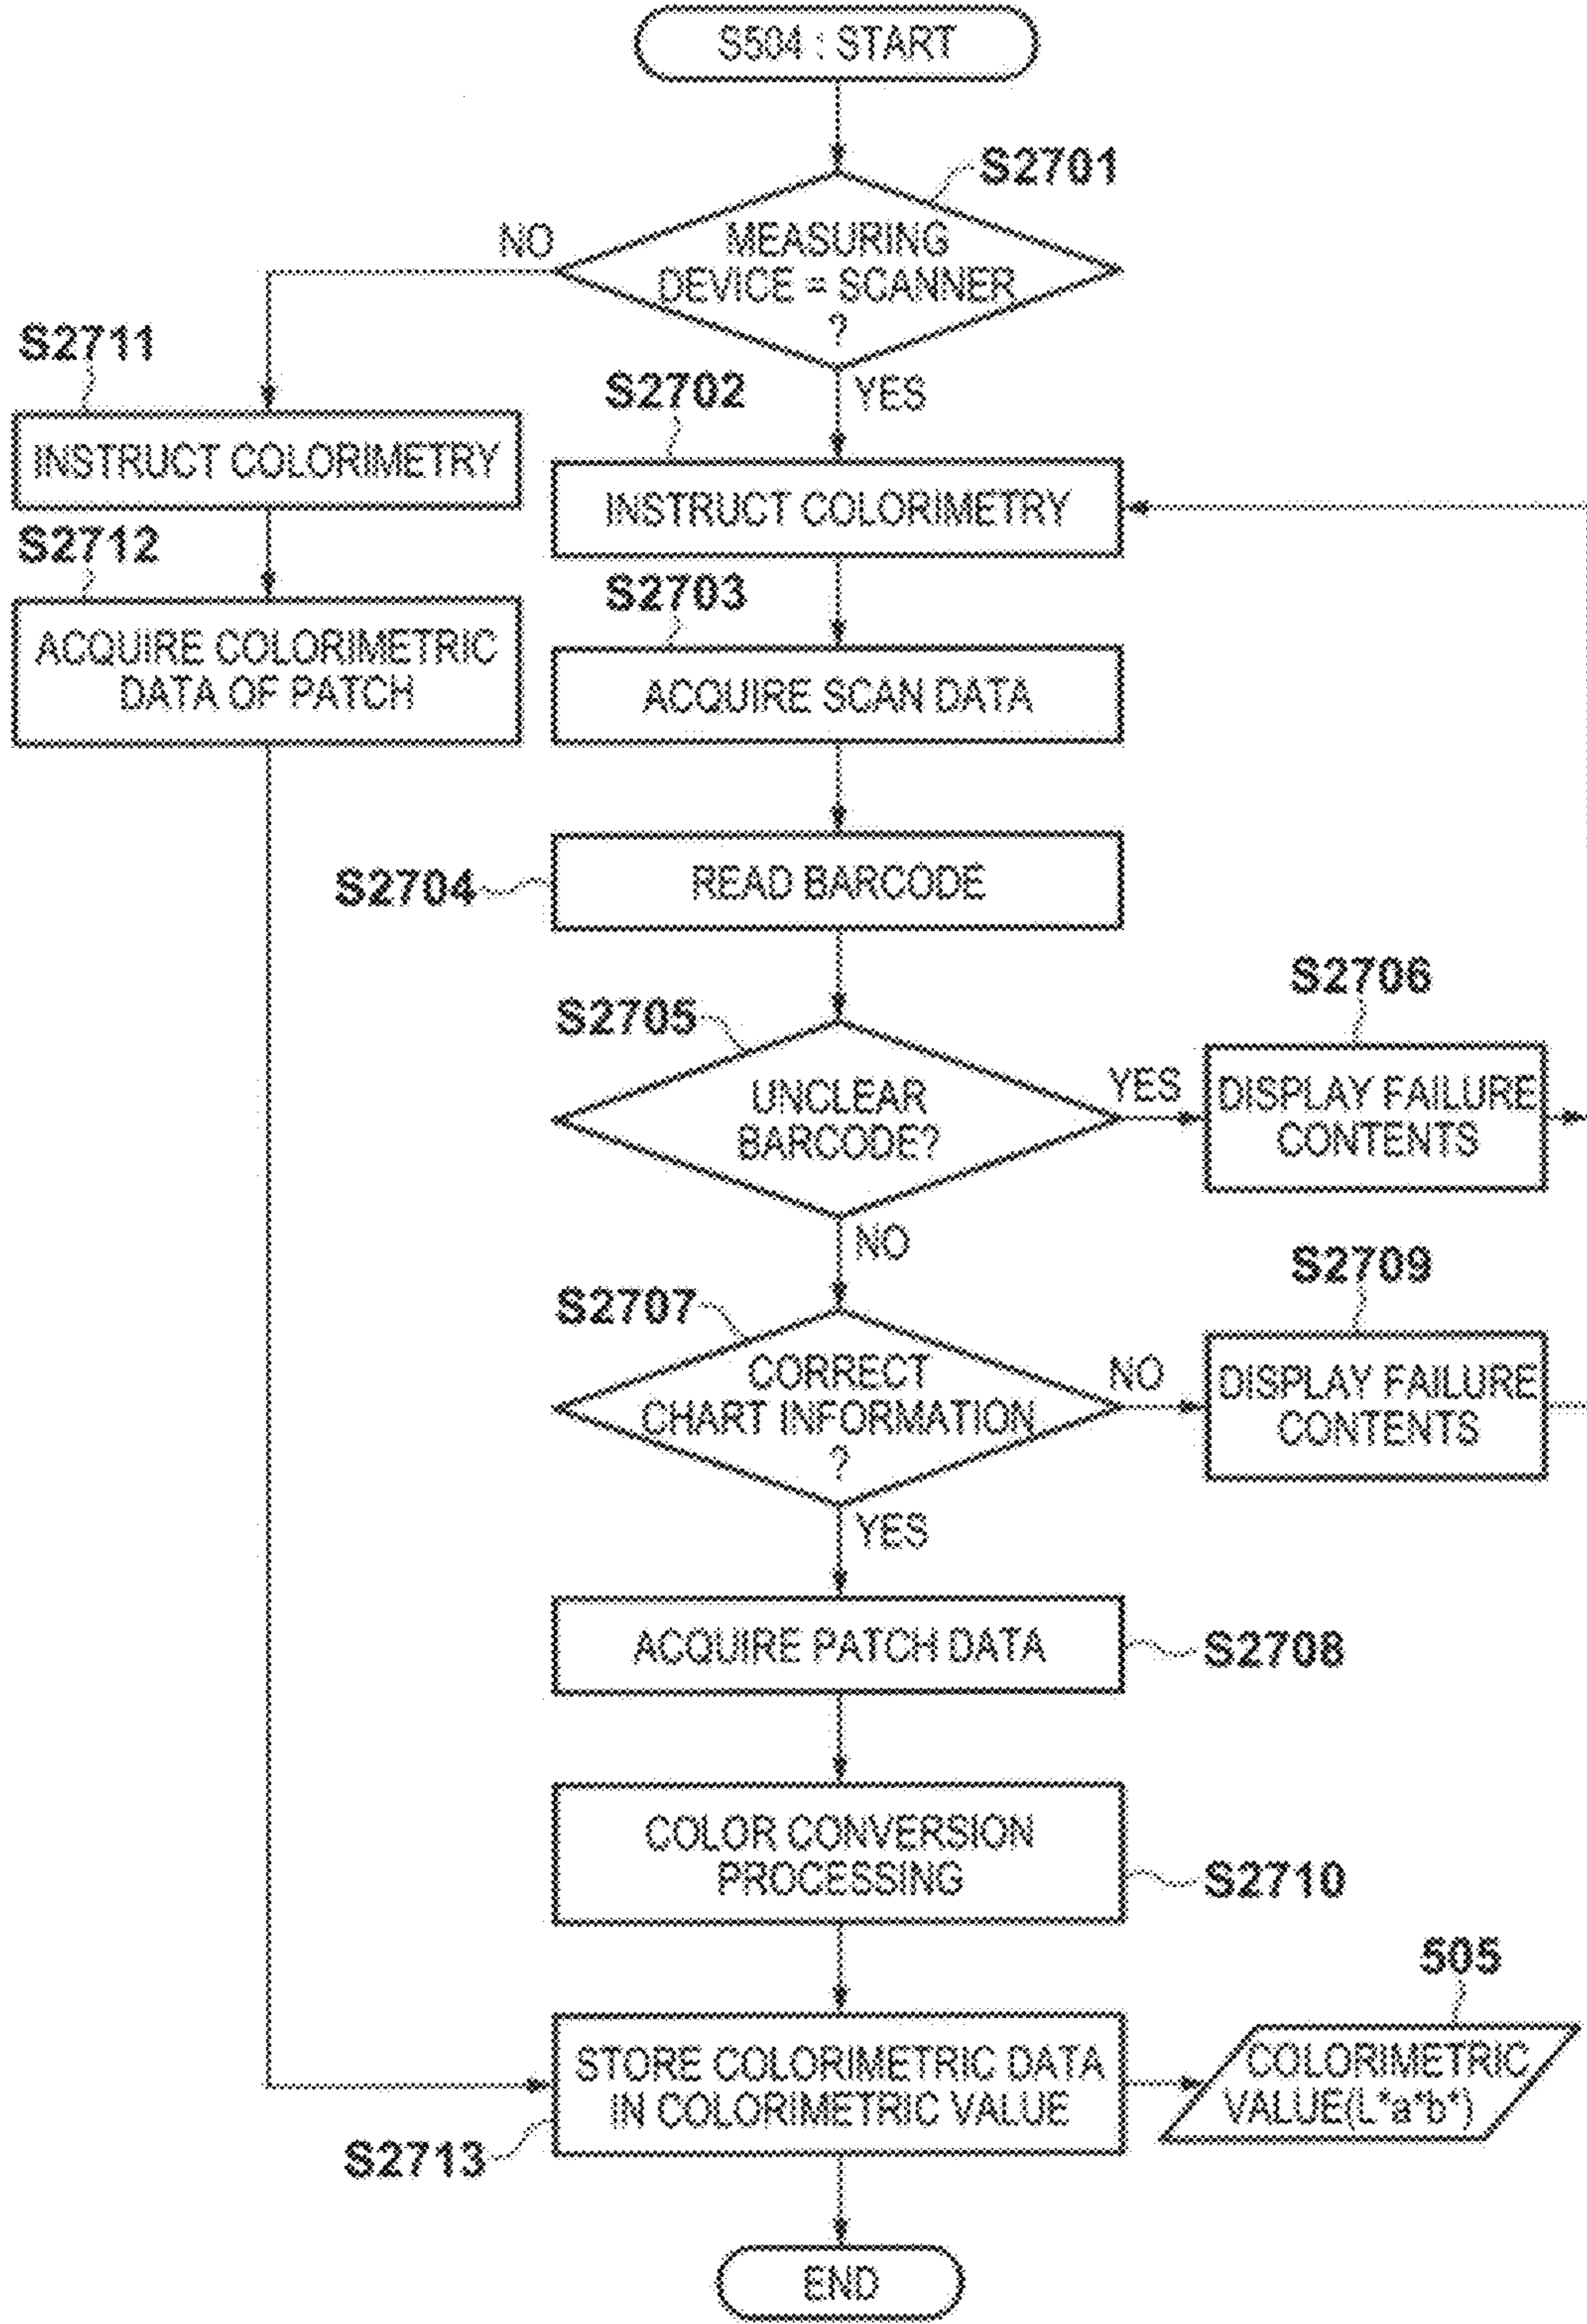 S504 : START
S2701
NO
MEASURING
DEVICE = SCANNER
?
S2711
S2702
YES
INSTRUCT COLORIMETRY
INSTRUCT COLORIMETRY
S2712
S2703
ACQUIRE COLORIMETRIC
DATA OF PATCH
ACQUIRE SCAN DATA
S2704
READ BARCODE
S2706
S2705
UNCLEAR
BARCODE?
YES
DISPLAY FAILURE
CONTENTS
NO
S2709
S2707
CORRECT
CHART INFORMATION
?
NO
DISPLAY FAILURE
CONTENTS
YES
ACQUIRE PATCH DATA
S2708
COLOR CONVERSION
PROCESSING
S2710
505
STORE COLORIMETRIC DATA
IN COLORIMETRIC VALUE
COLORIMETRIC
VALUE(L*a*b*)
S2713
END